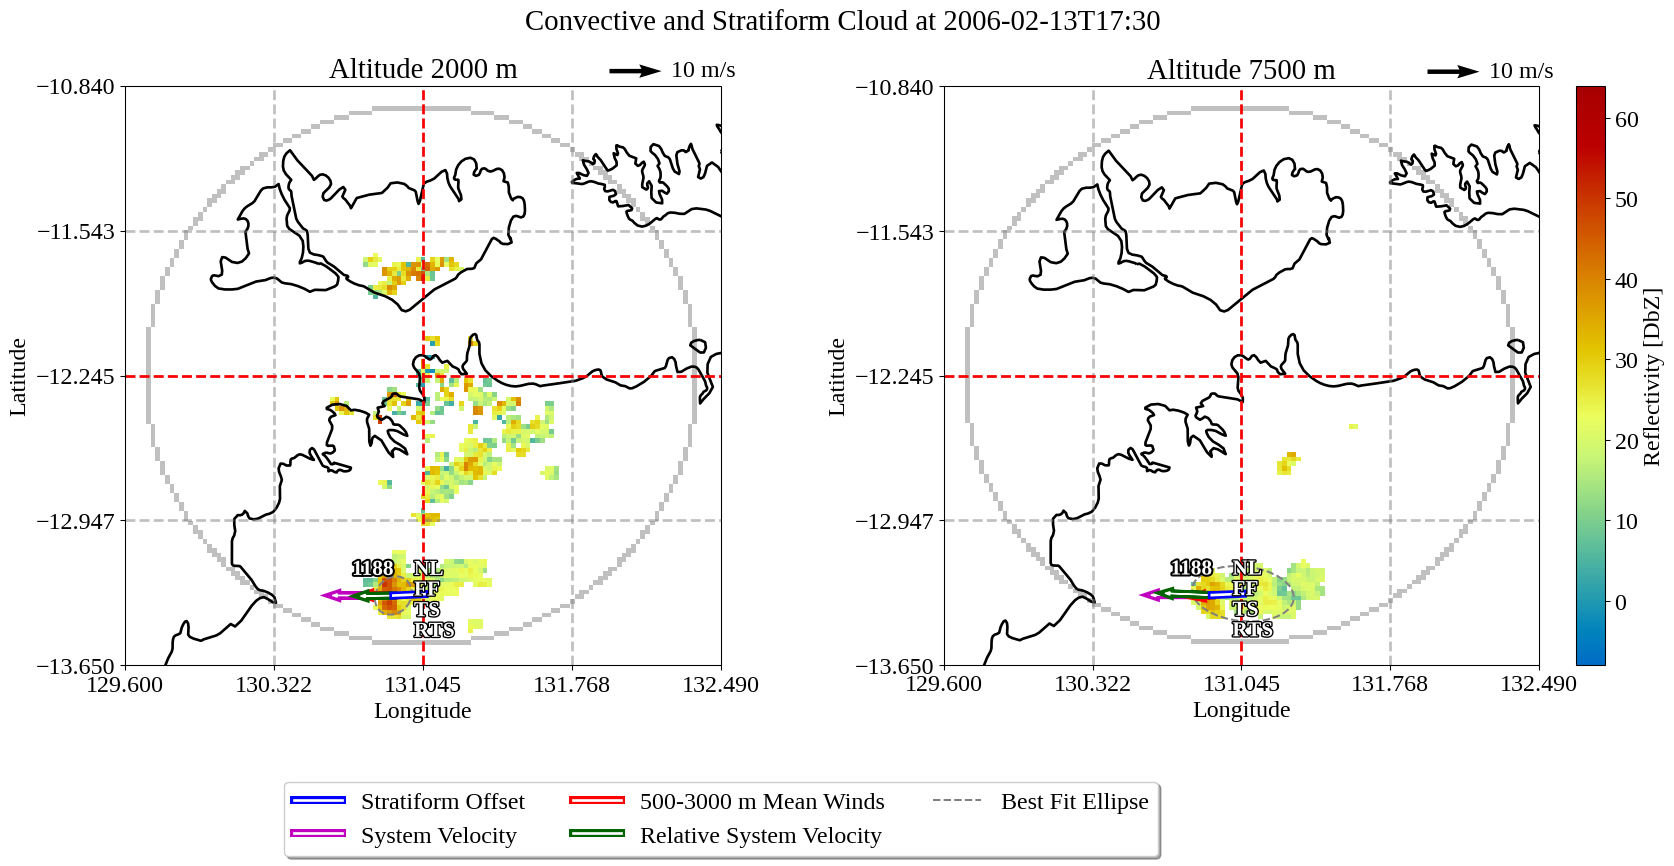 Convective and Stratiform Cloud at 2006-02-13T17:30
Altitude 2000 m
10 m/s
−10.840
−11.543
−12.245
−12.947
−13.650
Latitude
1188
NL
EF
TS
RTS
129.600
130.322
131.045
131.768
132.490
Longitude
Altitude 7500 m
10 m/s
−10.840
−11.543
−12.245
−12.947
−13.650
Latitude
1188
NL
EF
TS
RTS
129.600
130.322
131.045
131.768
132.490
Longitude
60
50
40
30
20
10
0
Reflectivity [DbZ]
Stratiform Offset
System Velocity
500-3000 m Mean Winds
Relative System Velocity
Best Fit Ellipse